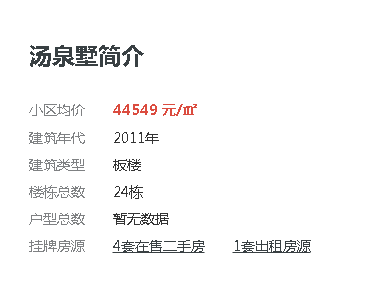 汤泉墅简介
小区均价 44549 元/㎡
建筑年代 2011年
建筑类型 板楼
楼栋总数 24栋
户型总数 暂无数据
挂牌房源 4套在售二手房 1套出租房源